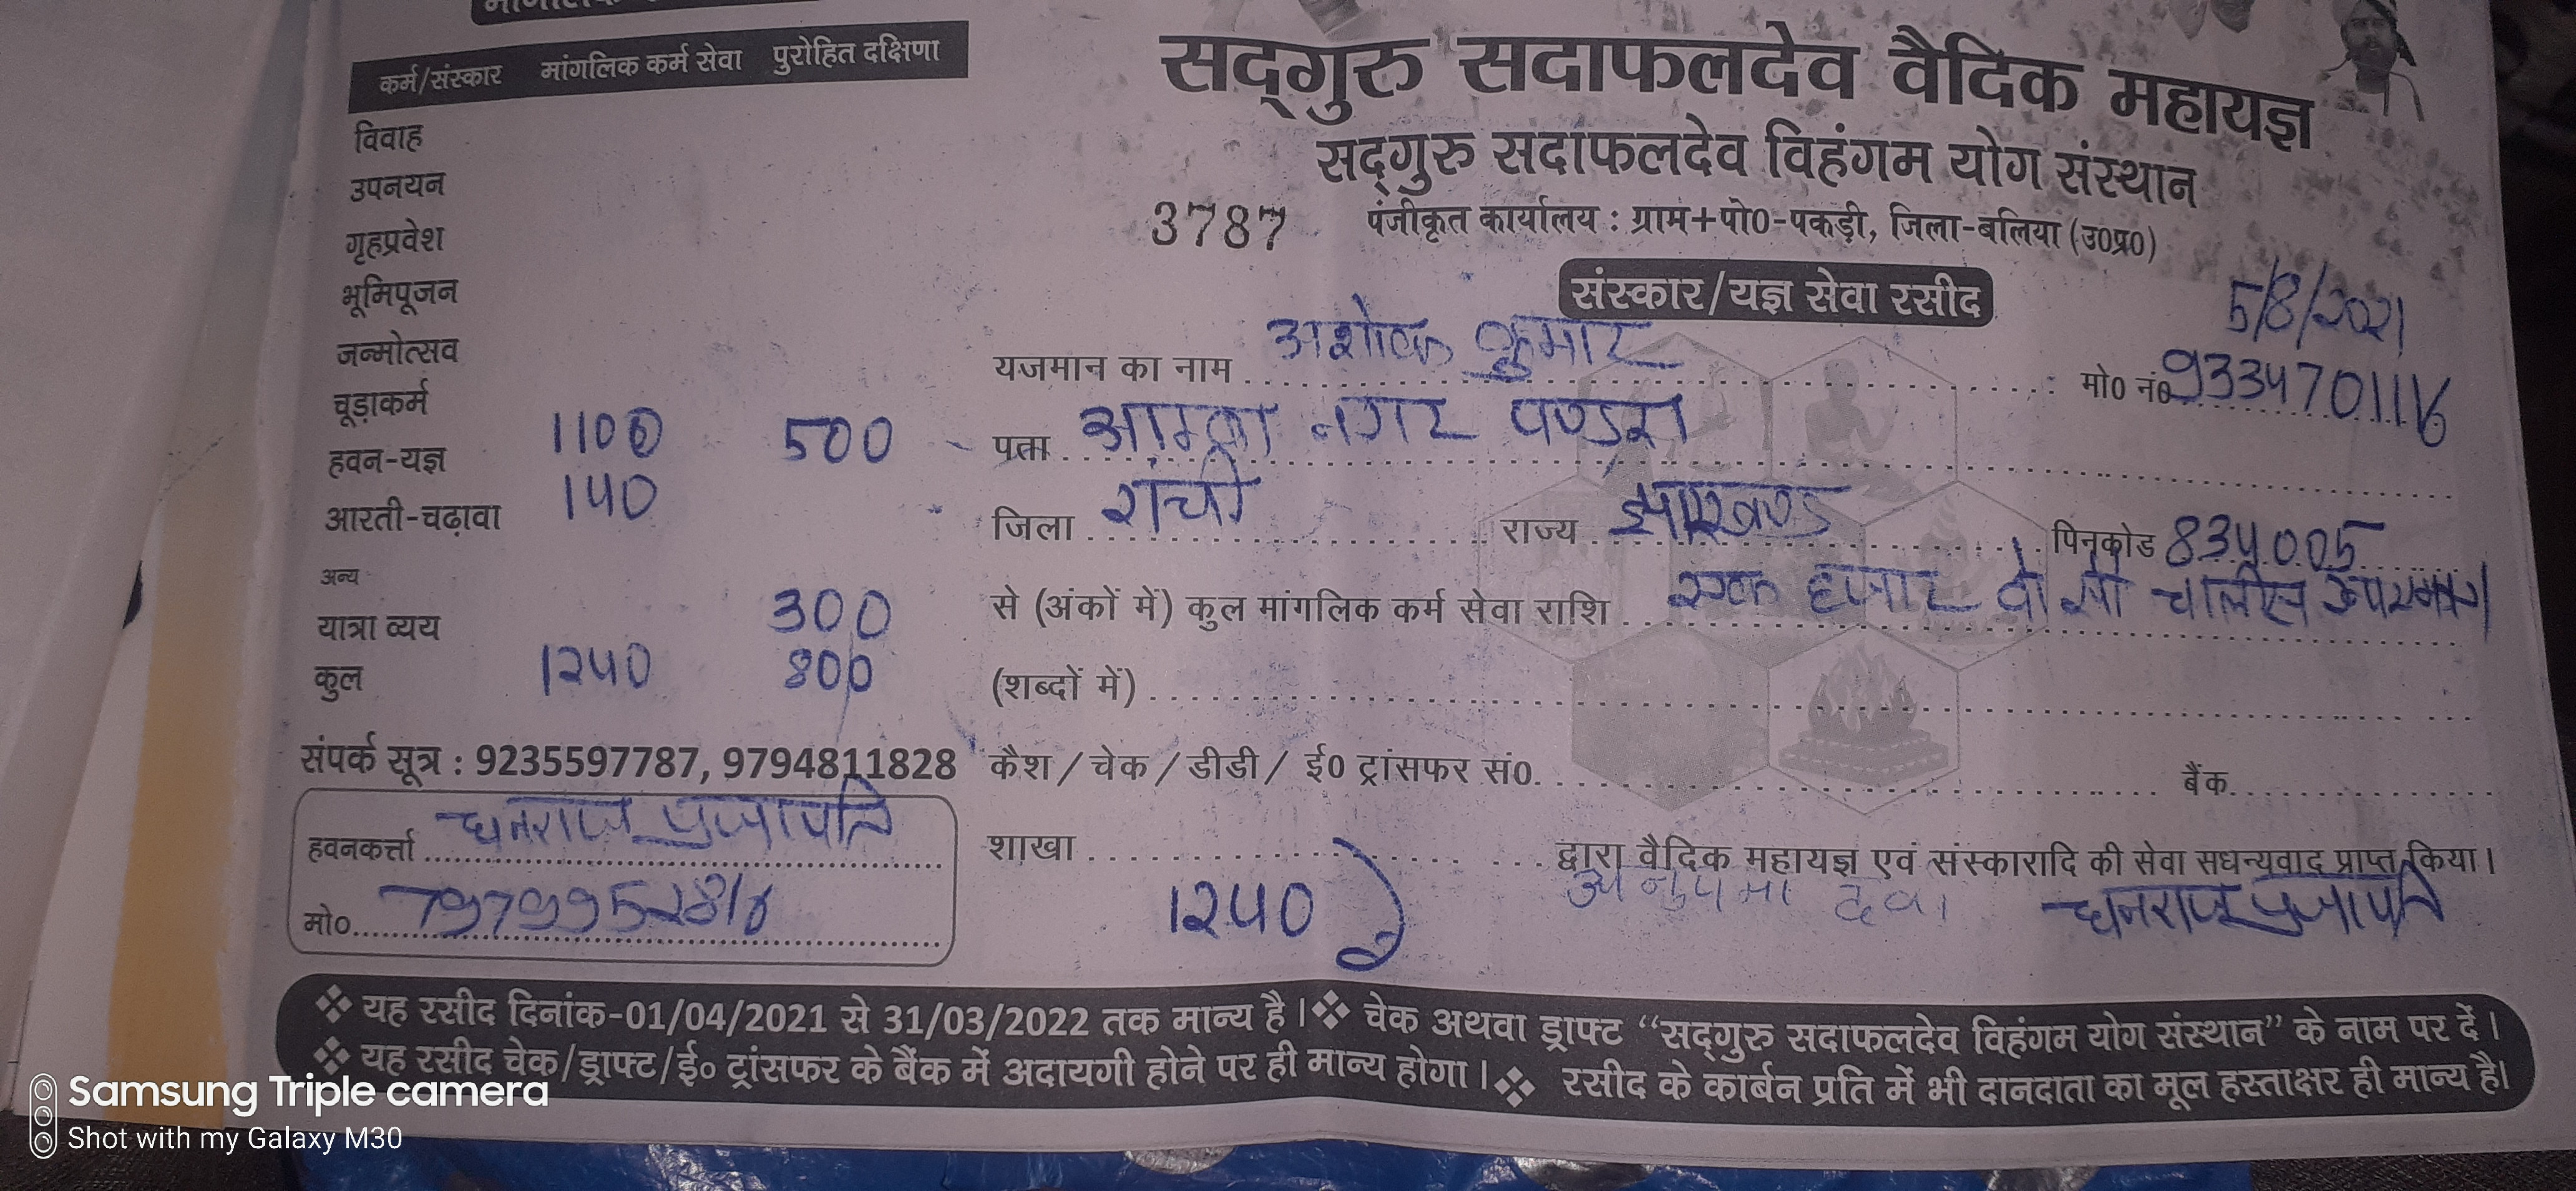 कर्म/संस्कार मांगलिक कर्म सेवा पुरोहित दक्षिणा
विवाह
उपनयन
गृहप्रवेश
भूमिपूजन
जन्मोत्सव
चूड़ाकर्म
हवन-यज्ञ 1100 500
आरती-चढ़ावा 140
अन्य
यात्रा व्यय 300
कुल 1240 800
संपर्क सूत्र : 9235597787, 9794811828
हवनकर्त्ता धनराज प्रजापति
मो०
सद्गुरु सदाफलदेव वैदिक महायज्ञ
सद्गुरु सदाफलदेव विहंगम योग संस्थान
3787 पंजीकृत कार्यालय : ग्राम+पो0-पकड़ी, जिला-बलिया (उ0प्र0)
संस्कार/यज्ञ सेवा रसीद
5/8/2021
यजमान का नाम अशोक कुमार मो0 नं0
पता नगर पण्डरा
जिला रांची राज्य झारखण्ड पिनकोड 834005
से (अंकों में) कुल मांगलिक कर्म सेवा राशि एक हजार दो सौ चालीस
(शब्दों में)
कैश / चेक / डीडी / ई0 ट्रांसफर सं0. बैंक
शाखा द्वारा वैदिक महायज्ञ एवं संस्कारादि की सेवा सधन्यवाद प्राप्त किया।
1240 अनुपमा देवी धनराज प्रजापति
❖ यह रसीद दिनांक-01/04/2021 से 31/03/2022 तक मान्य है।❖ चेक अथवा ड्राफ्ट "सद्गुरु सदाफलदेव विहंगम योग संस्थान" के नाम पर दें।
❖ यह रसीद चेक/ड्राफ्ट/ई० ट्रांसफर के बैंक में अदायगी होने पर ही मान्य होगा।❖ रसीद के कार्बन प्रति में भी दानदाता का मूल हस्ताक्षर ही मान्य है।
Samsung Triple camera
Shot with my Galaxy M30